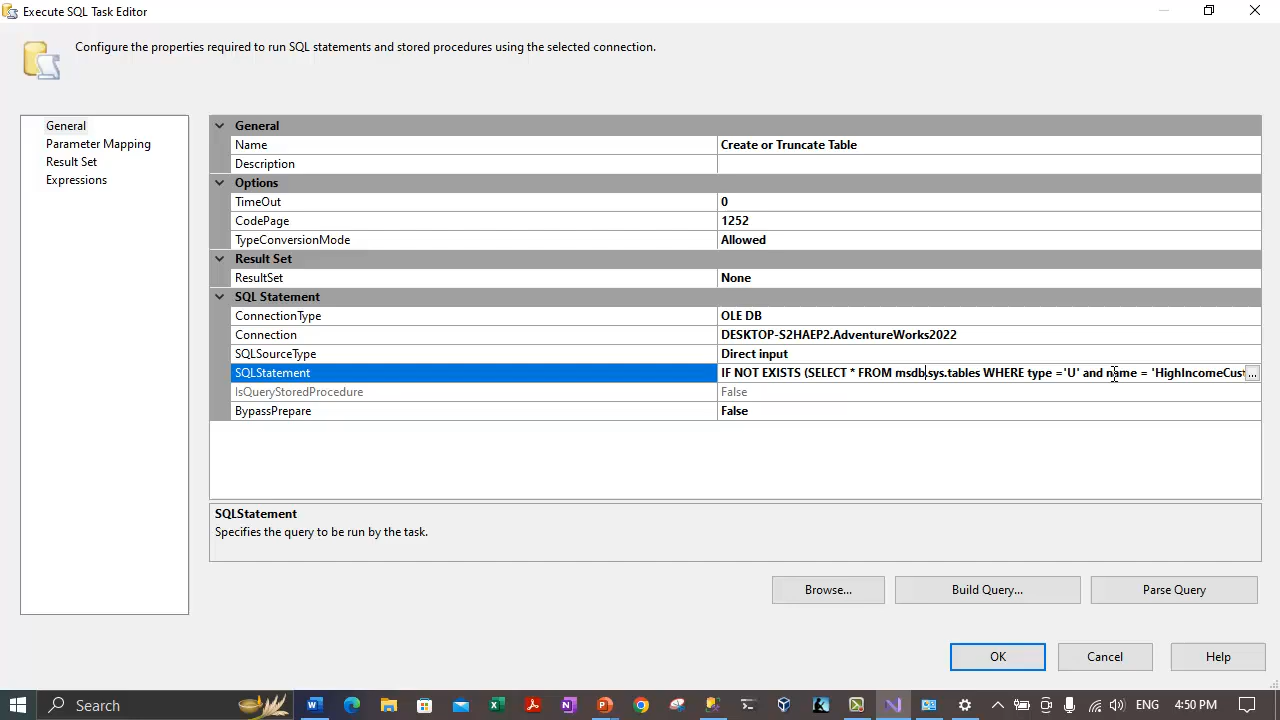 Execute SQL Task Editor
Configure the properties required to run SQL statements and stored procedures using the selected connection.
General
Parameter Mapping
Result Set
Expressions
General
Name Create or Truncate Table
Description
Options
TimeOut 0
CodePage 1252
TypeConversionMode Allowed
Result Set
ResultSet None
SQL Statement
ConnectionType OLE DB
Connection DESKTOP-S2HAEP2.AdventureWorks2022
SQLSourceType Direct input
SQLStatement IF NOT EXISTS (SELECT * FROM msdb.sys.tables WHERE type ='U' and name = 'HighIncomeCust ...
IsQueryStoredProcedure False
BypassPrepare False
SQLStatement
Specifies the query to be run by the task.
Browse... Build Query... Parse Query
OK Cancel Help
Search ENG 4:50 PM